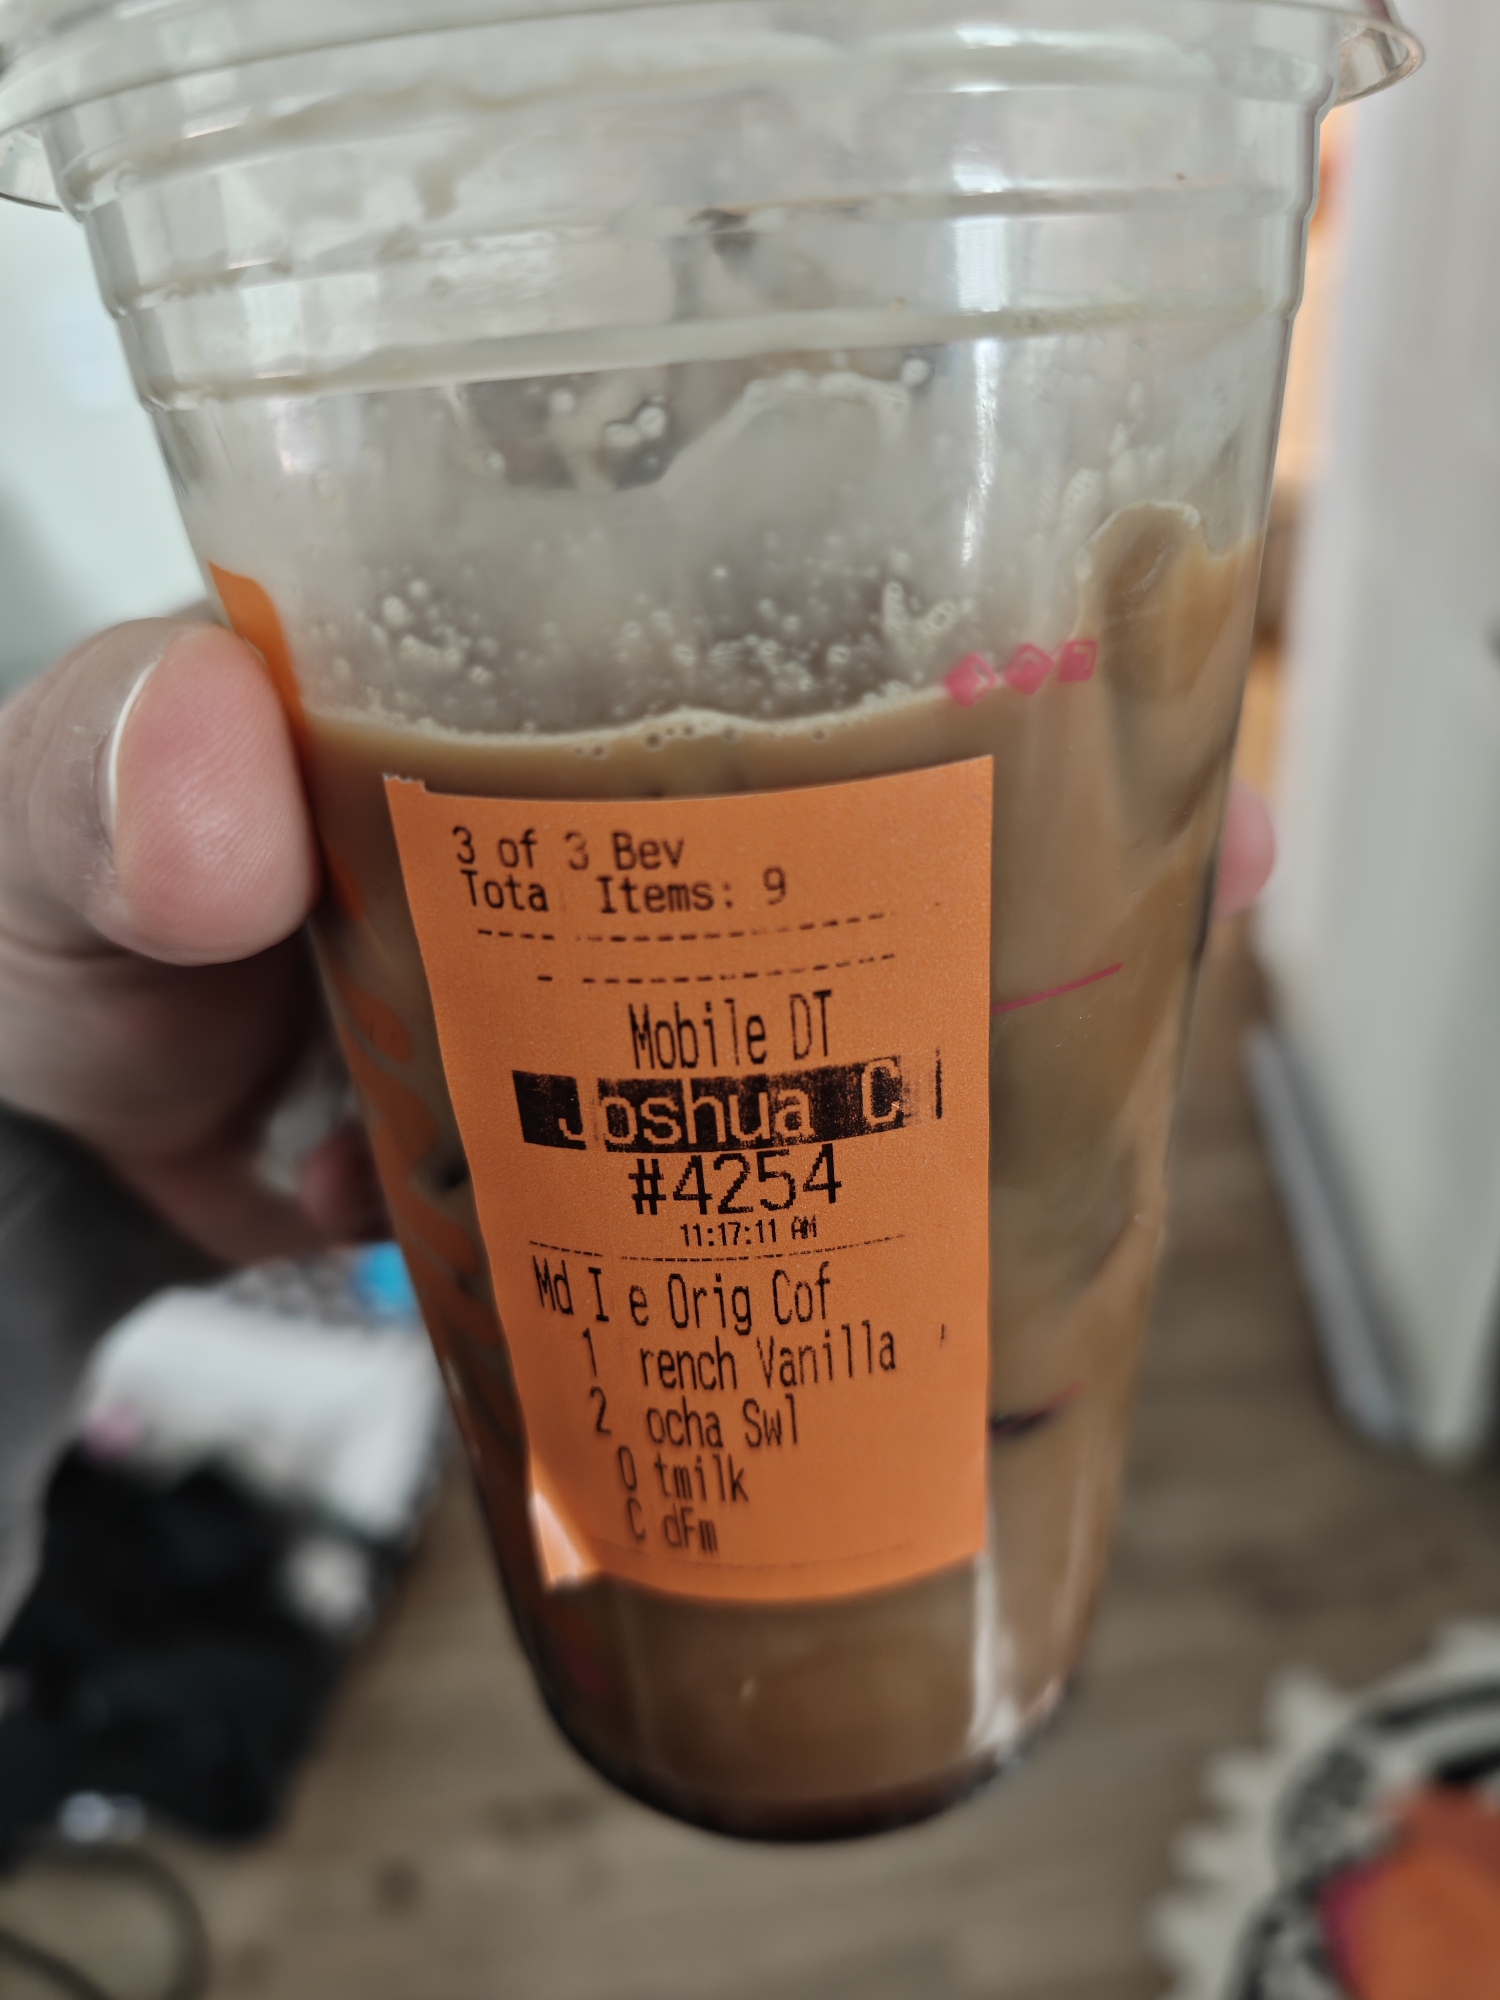 3 of 3 Bev
Tota Items: 9
Mobile DT
Joshua C
#4254
11:17:11 AM
Md I e Orig Cof
1 rench Vanilla
2 ocha Swl
O tmilk
C dFm